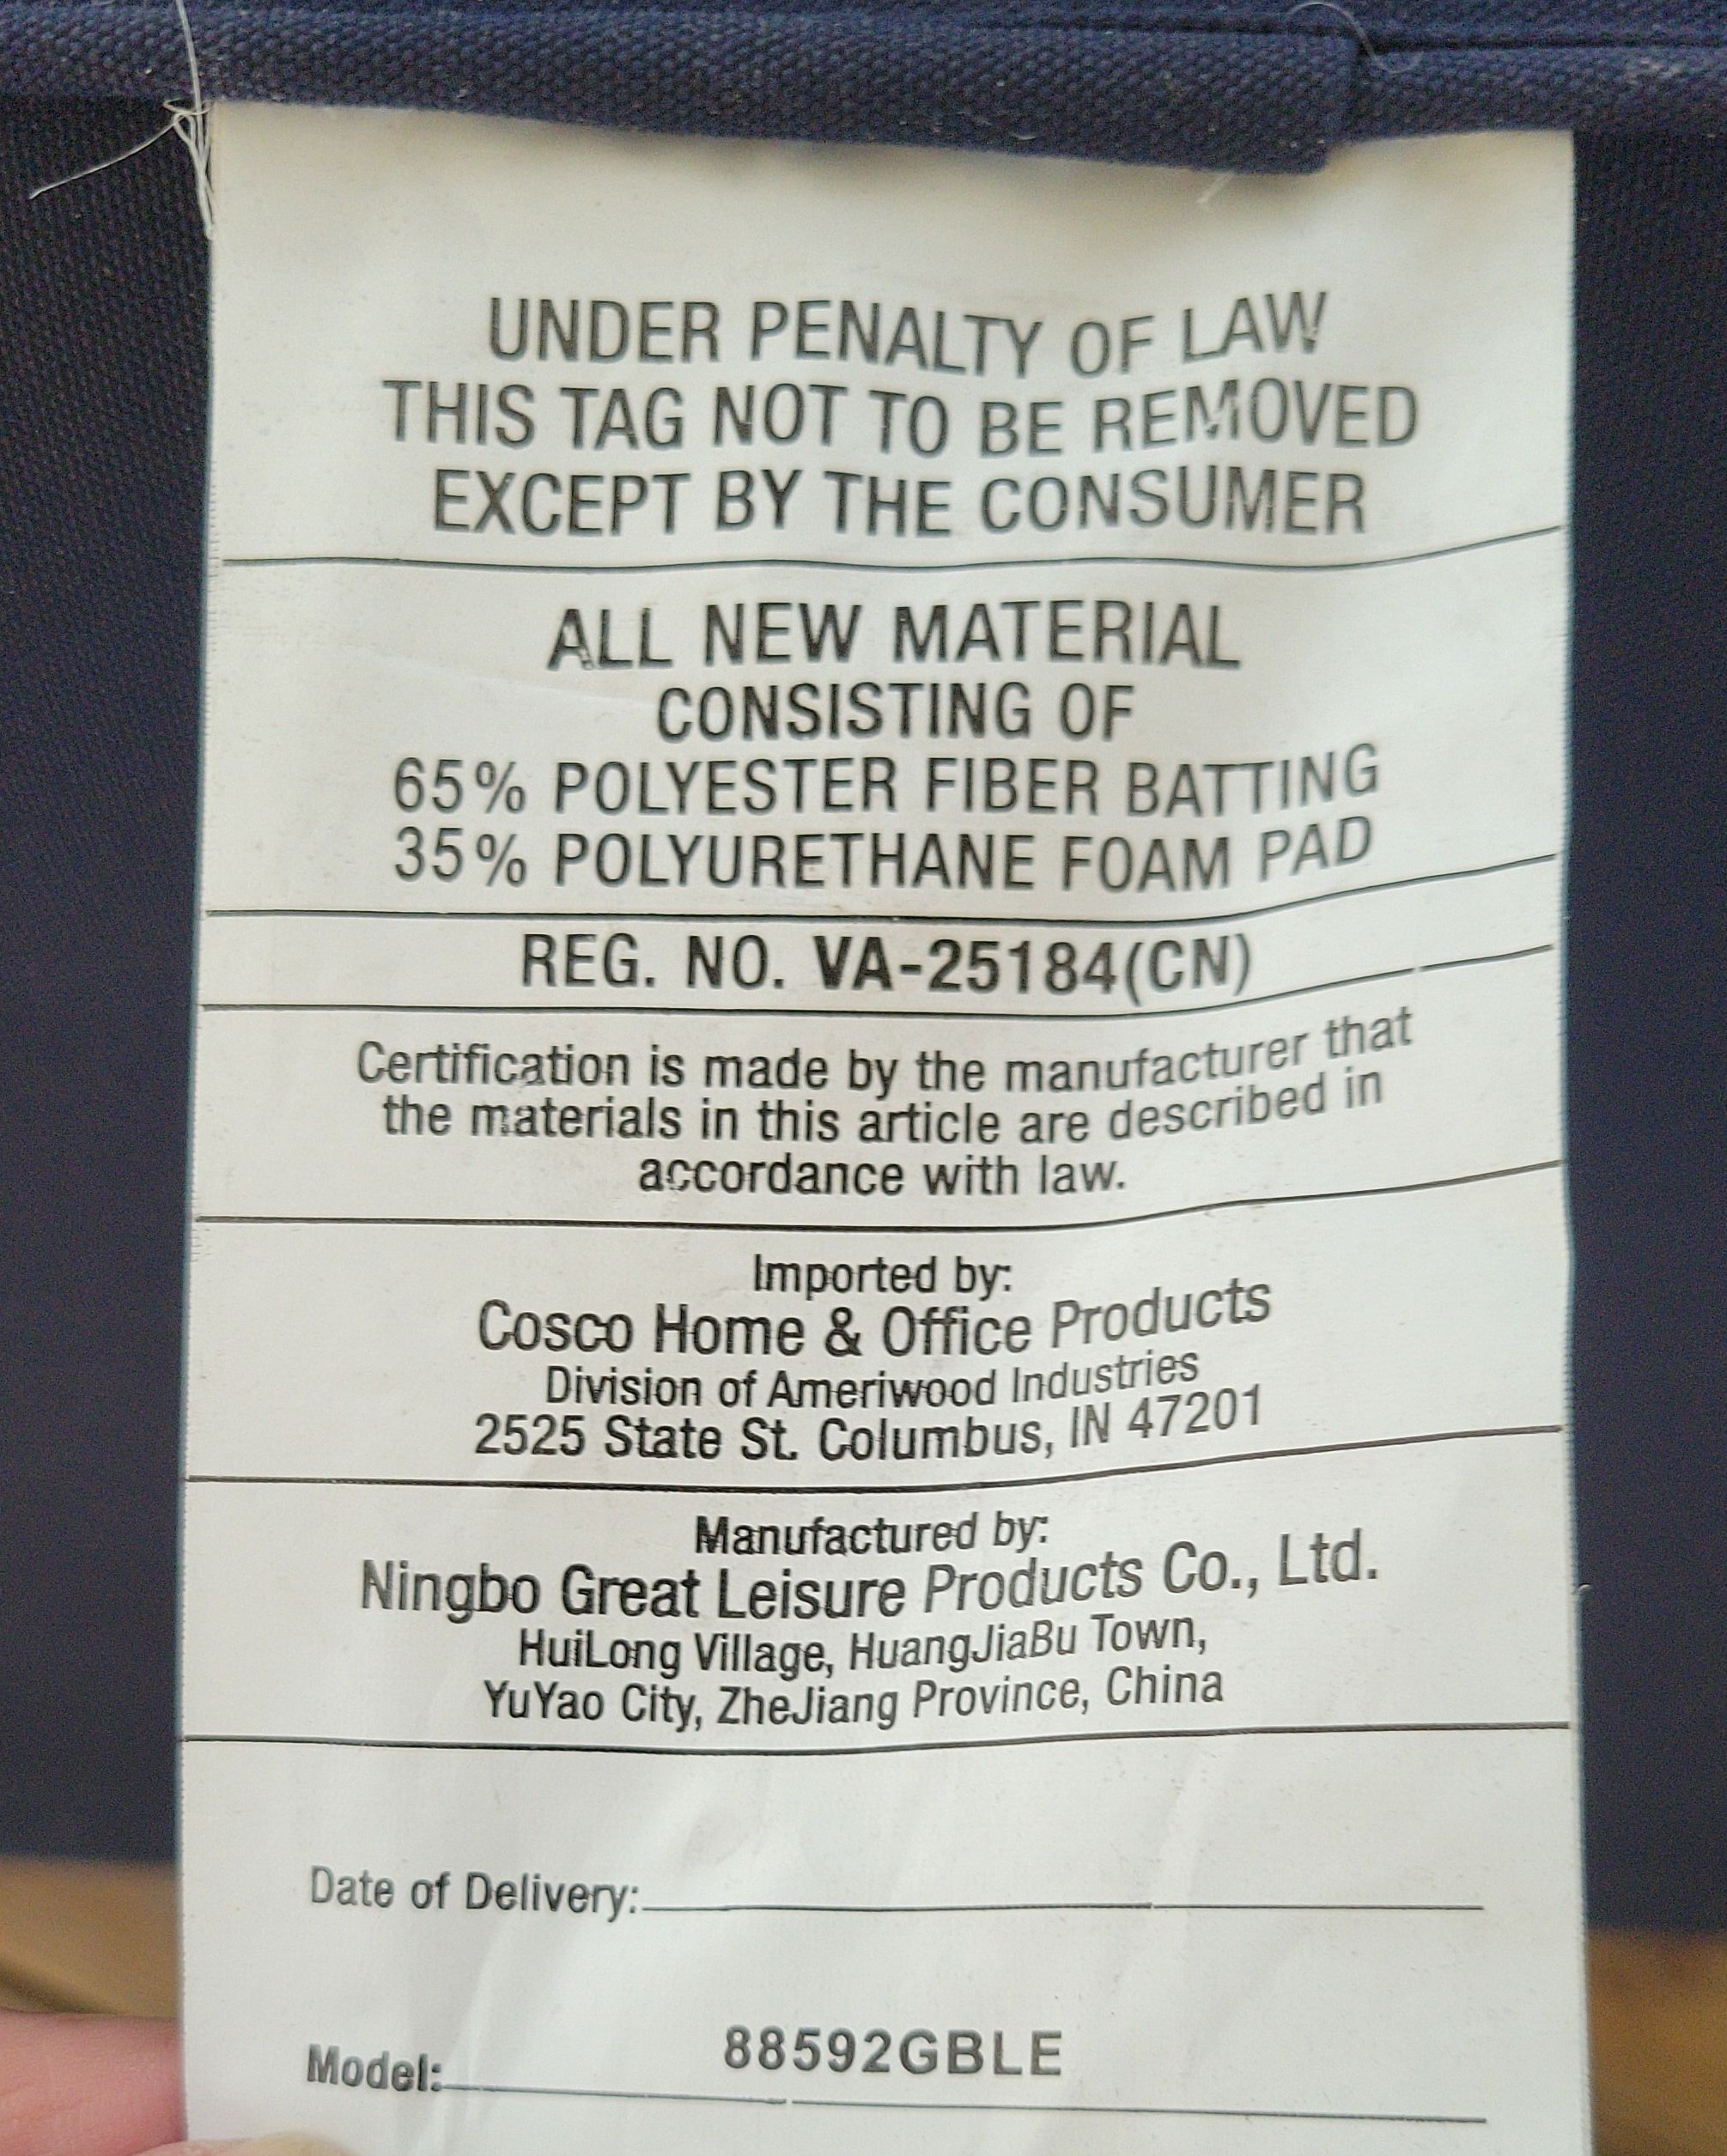 UNDER PENALTY OF LAW
THIS TAG NOT TO BE REMOVED
EXCEPT BY THE CONSUMER
ALL NEW MATERIAL
CONSISTING OF
65% POLYESTER FIBER BATTING
35% POLYURETHANE FOAM PAD
REG. NO. VA-25184(CN)
Certification is made by the manufacturer that
the materials in this article are described in
accordance with law.
Imported by:
Cosco Home & Office Products
Division of Ameriwood Industries
2525 State St. Columbus, IN 47201
Manufactured by:
Ningbo Great Leisure Products Co., Ltd.
HuiLong Village, HuangJiaBu Town,
YuYao City, ZheJiang Province, China
Date of Delivery:
Model: 88592GBLE